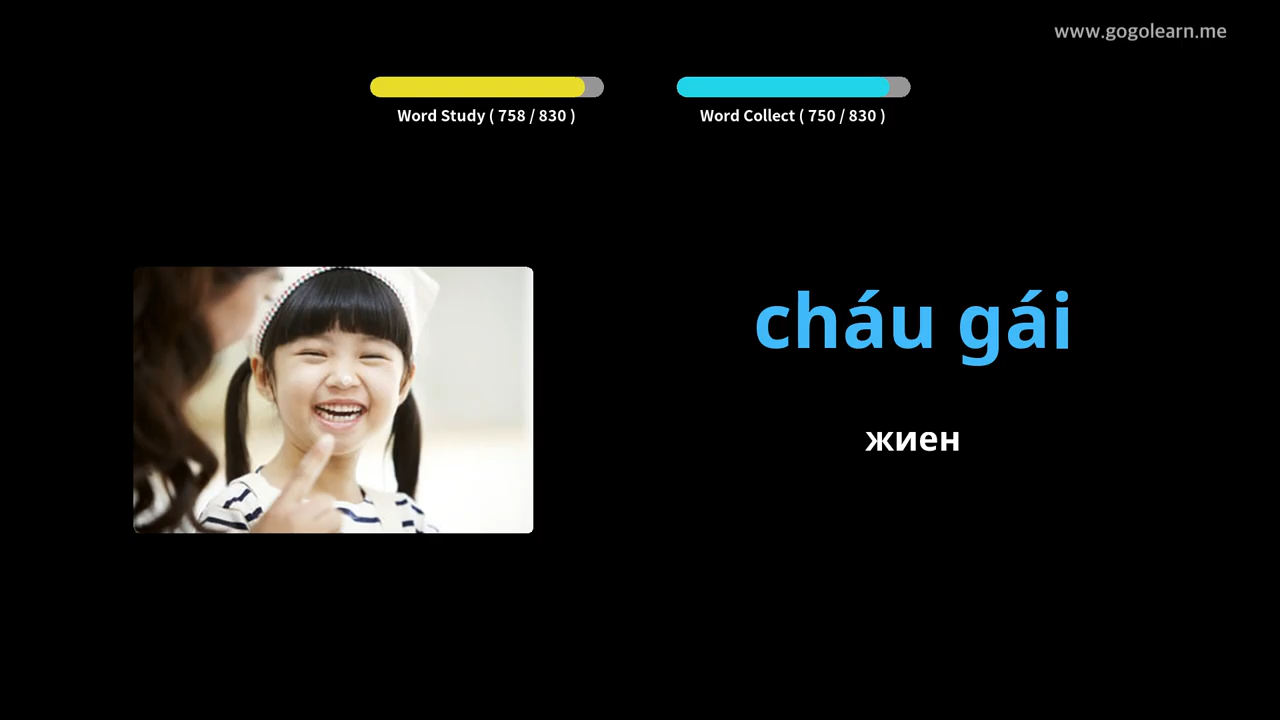 www.gogolearn.me
Word Study ( 758 / 830 )
Word Collect ( 750 / 830 )
cháu gái
жиен